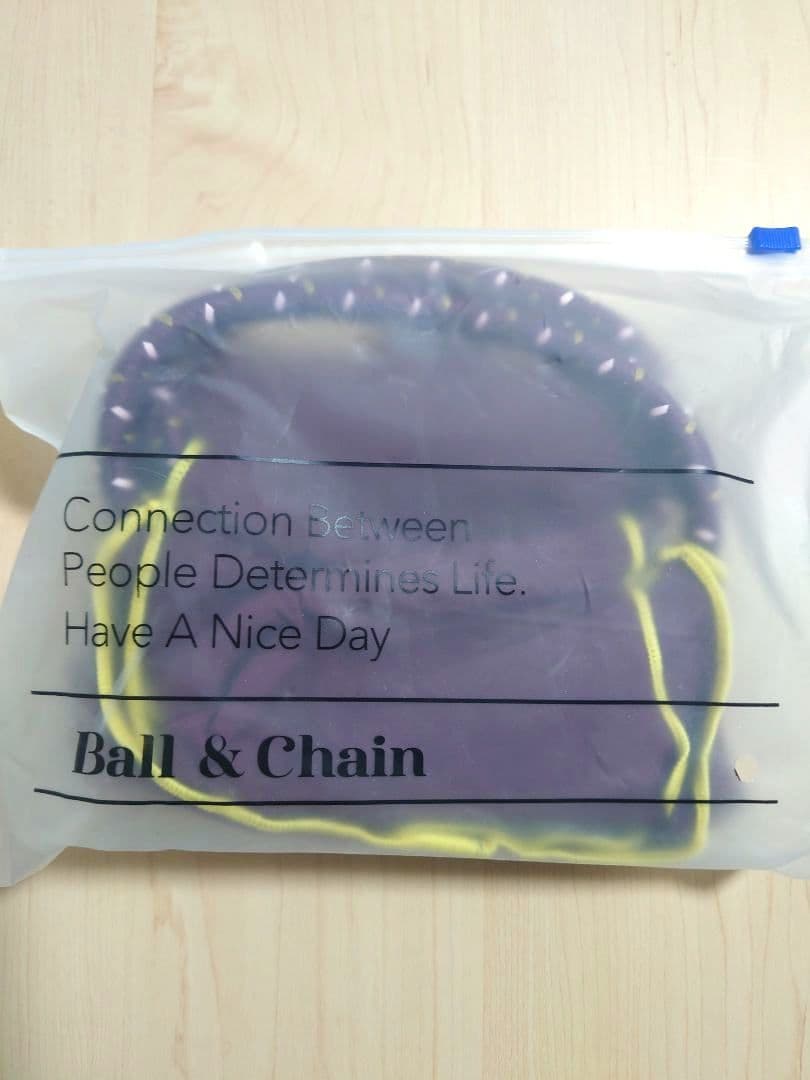 Connection Between
People Determines Life.
Have A Nice Day
Ball & Chain